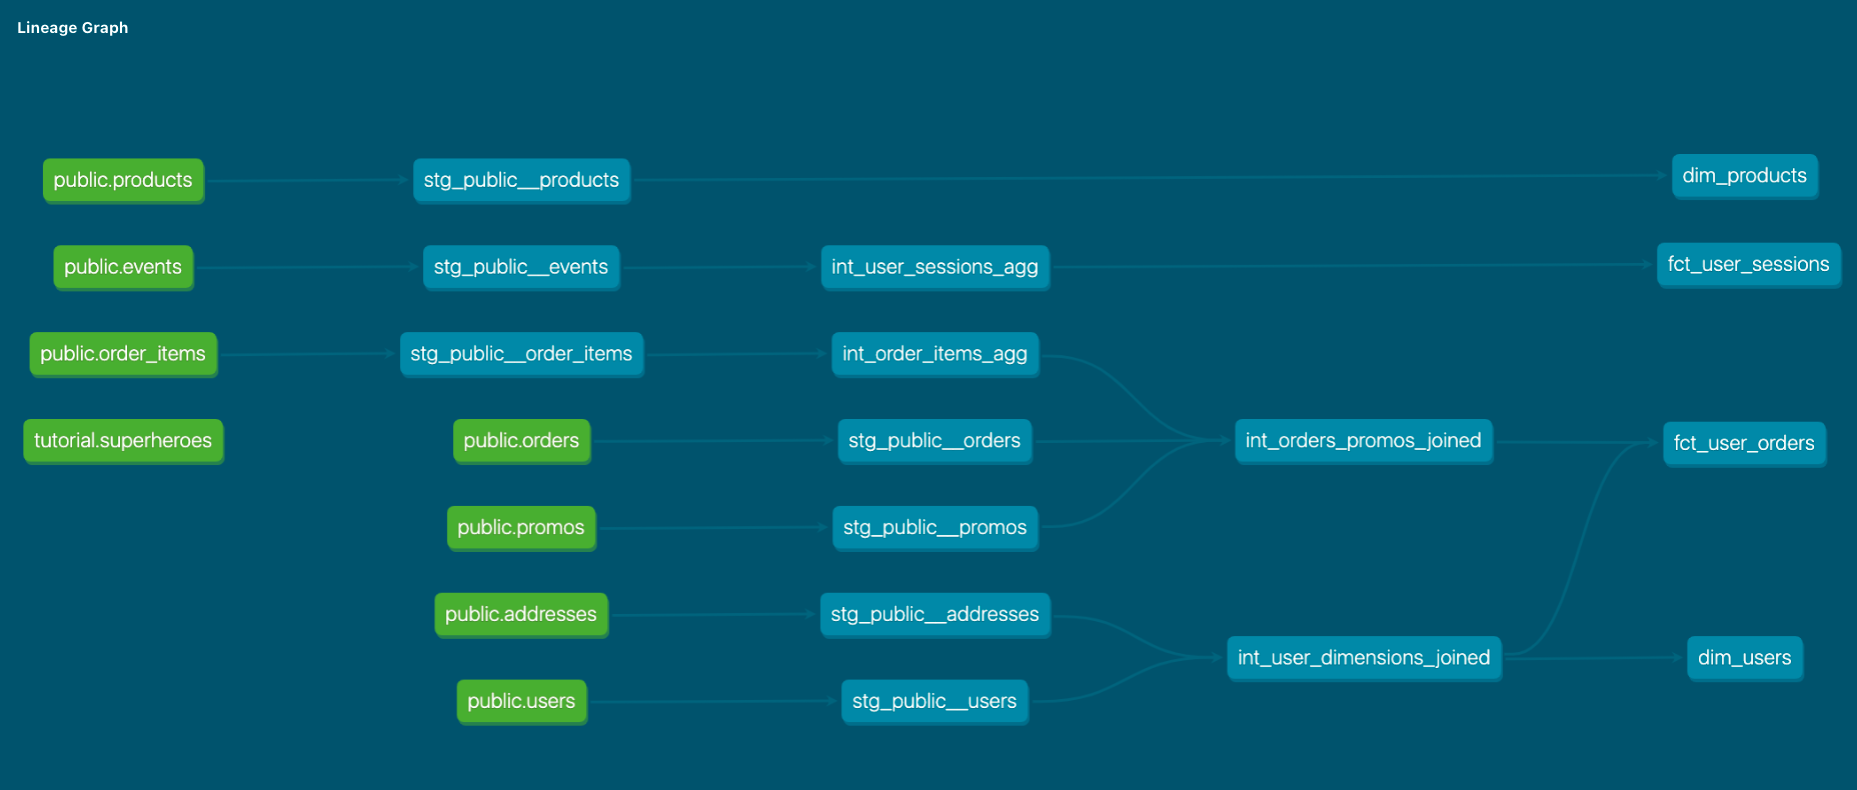 Lineage Graph
public.products
stg_public__products
dim_products
public.events
stg_public__events
int_user_sessions_agg
fct_user_sessions
public.order_items
stg_public__order_items
int_order_items_agg
tutorial.superheroes
public.orders
stg_public__orders
int_orders_promos_joined
fct_user_orders
public.promos
stg_public__promos
public.addresses
stg_public__addresses
int_user_dimensions_joined
dim_users
public.users
stg_public__users